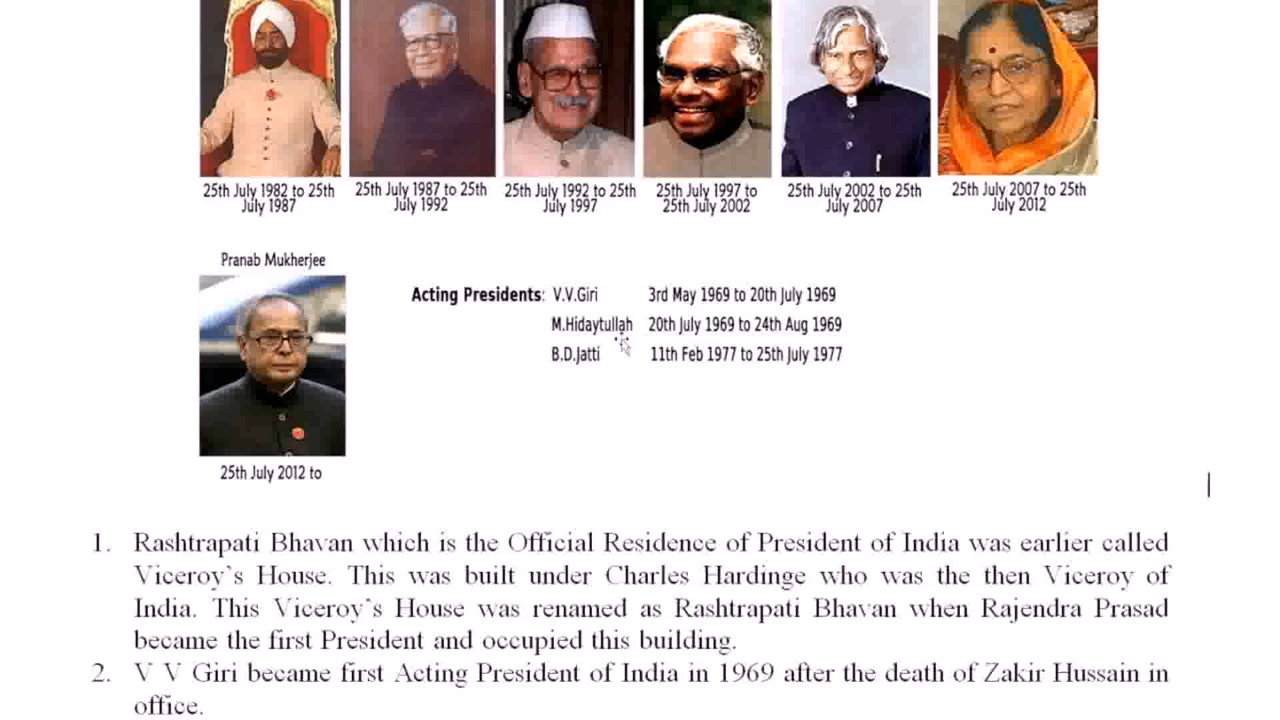 25th July 1982 to 25th
July 1987
25th July 1987 to 25th
July 1992
25th July 1992 to 25th
July 1997
25th July 1997 to
25th July 2002
25th July 2002 to 25th
July 2007
25th July 2007 to 25th
July 2012
Pranab Mukherjee
25th July 2012 to
Acting Presidents: V.V.Giri 3rd May 1969 to 20th July 1969
M.Hidaytullah 20th July 1969 to 24th Aug 1969
B.D.Jatti 11th Feb 1977 to 25th July 1977
1. Rashtrapati Bhavan which is the Official Residence of President of India was earlier called
Viceroy`s House. This was built under Charles Hardinge who was the then Viceroy of
India. This Viceroy`s House was renamed as Rashtrapati Bhavan when Rajendra Prasad
became the first President and occupied this building.
2. V V Giri became first Acting President of India in 1969 after the death of Zakir Hussain in
office.